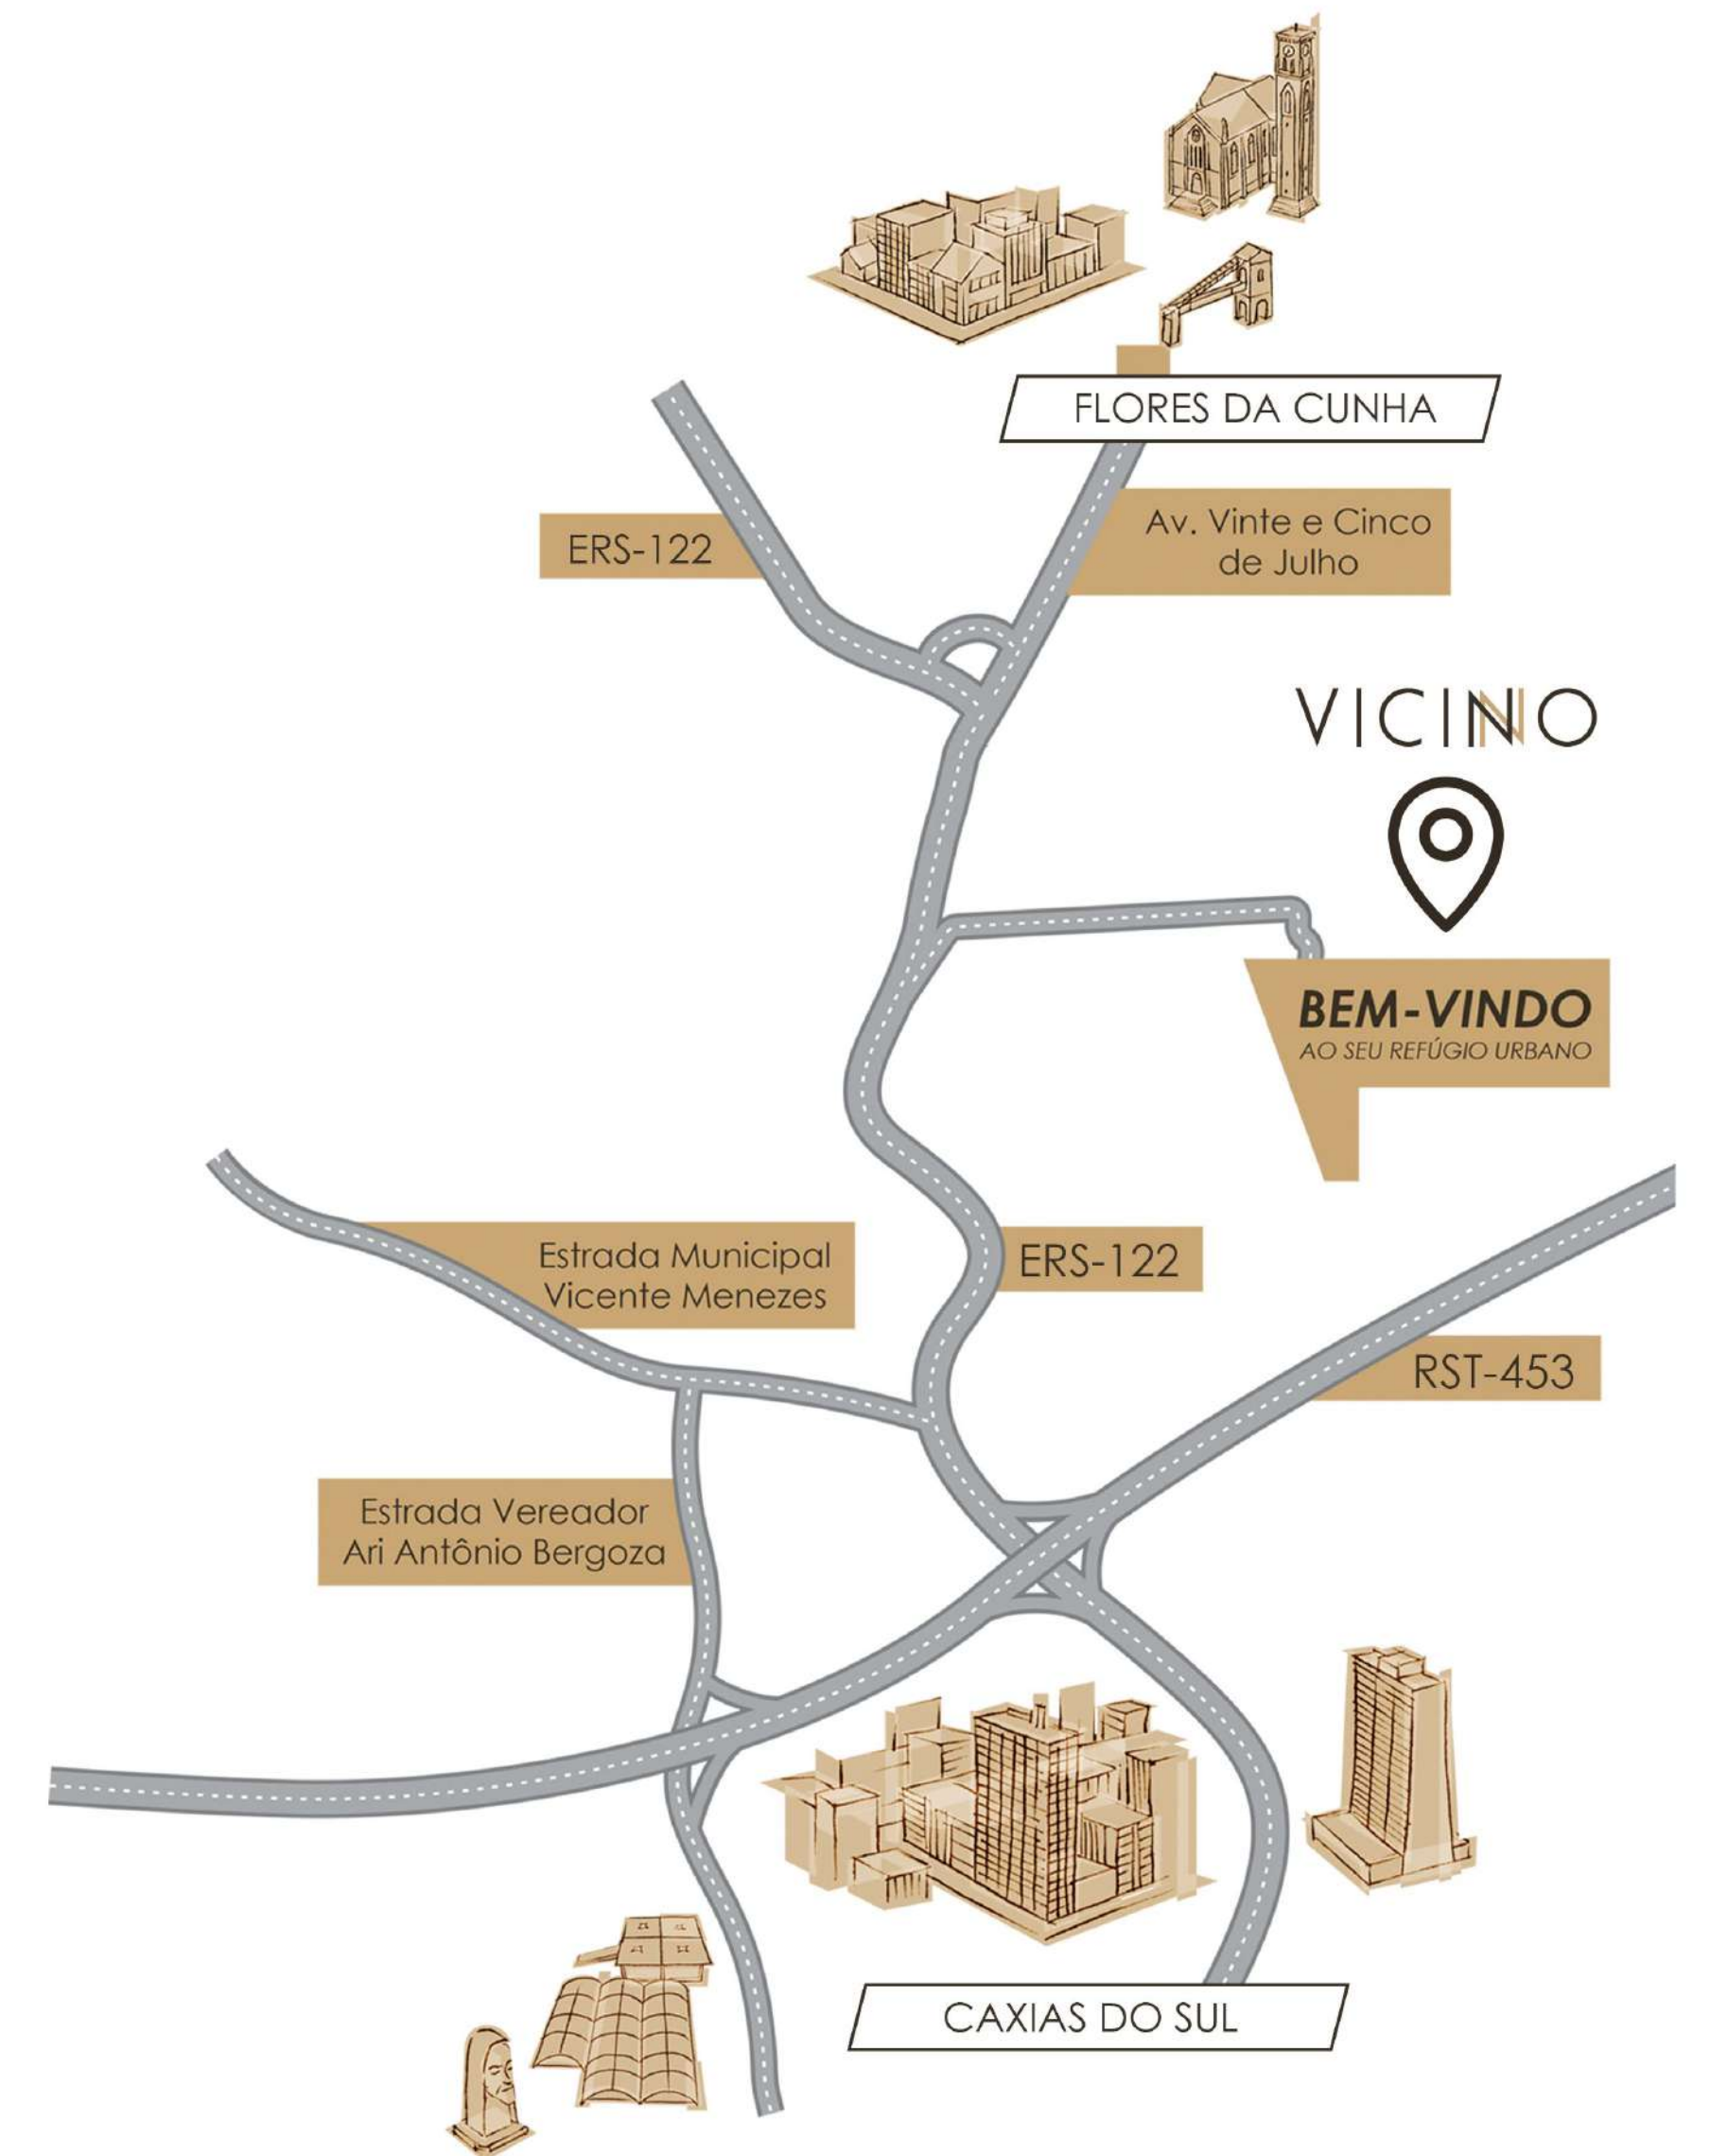 FLORES DA CUNHA
ERS-122
Av. Vinte e Cinco
de Julho
VICINNO
BEM-VINDO
AO SEU REFÚGIO URBANO
Estrada Municipal
Vicente Menezes
ERS-122
RST-453
Estrada Vereador
Ari Antônio Bergoza
CAXIAS DO SUL